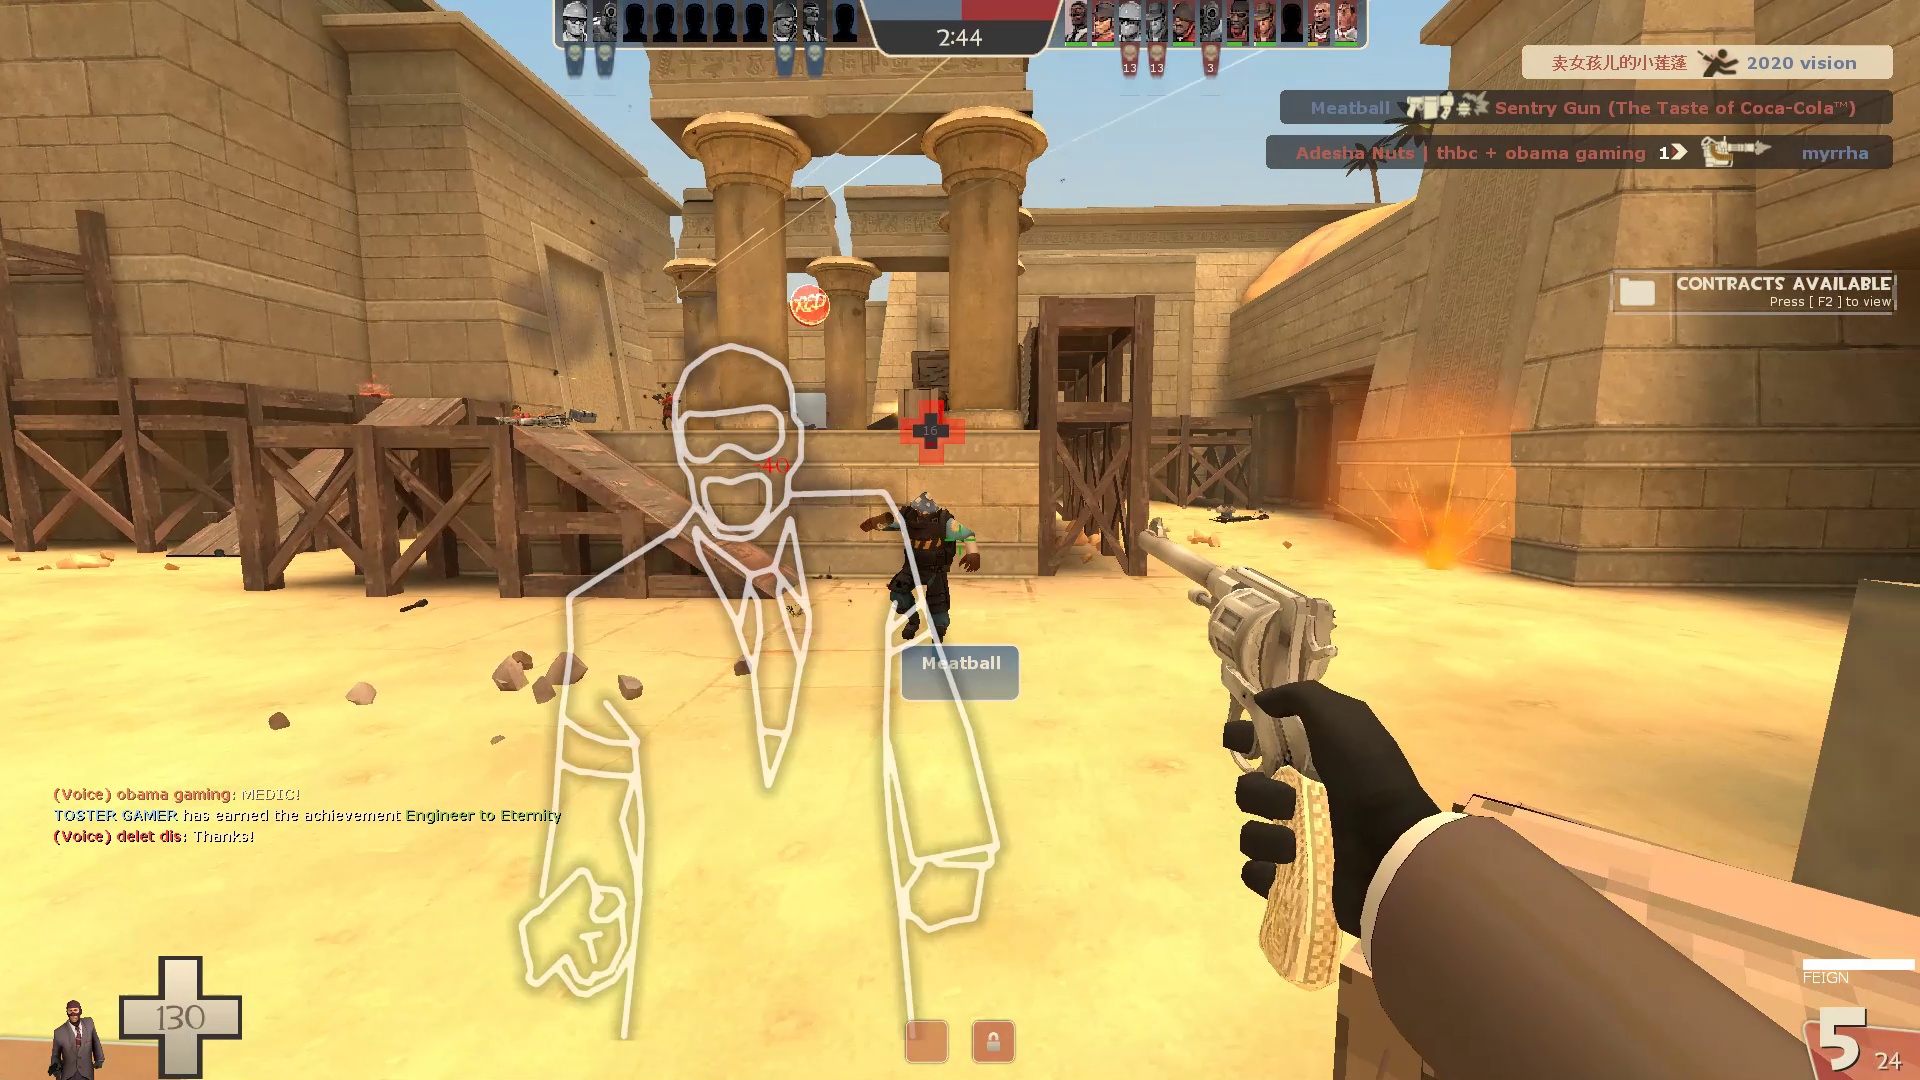 2:44
13 13 3
卖女孩儿的小莲蓬 2020 vision
Meatball Sentry Gun (The Taste of Coca-Cola™)
Adesha Nuts | thbc + obama gaming 1 myrrha
CONTRACTS AVAILABLE
Press [ F2 ] to view
RED
16
-40
Meatball
(Voice) obama gaming: MEDIC!
TOSTER GAMER has earned the achievement Engineer to Eternity
(Voice) delet dis: Thanks!
130
FEIGN
5 24